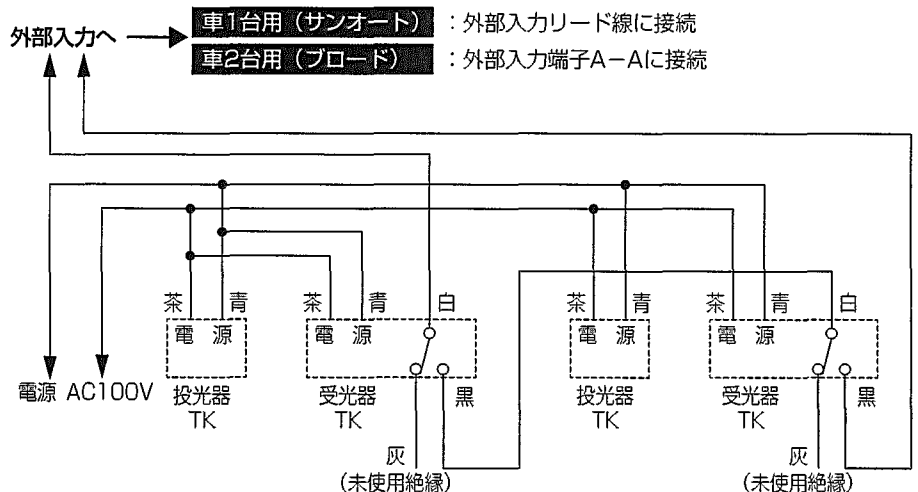 外部入力へ
車1台用（サンオート）：外部入力リード線に接続
車2台用（ブロード）：外部入力端子A－Aに接続
茶 青 茶 青 白 茶 青 茶 青 白
電 源 電 源 電 源 電 源
電源 AC100V 投光器 受光器 黒 投光器 受光器 黒
TK TK TK TK
灰 灰
(未使用絶縁) (未使用絶縁)